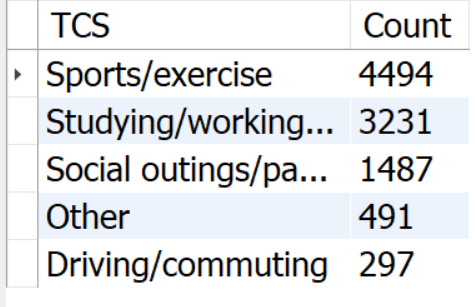 TCS Count
Sports/exercise 4494
Studying/working... 3231
Social outings/pa... 1487
Other 491
Driving/commuting 297